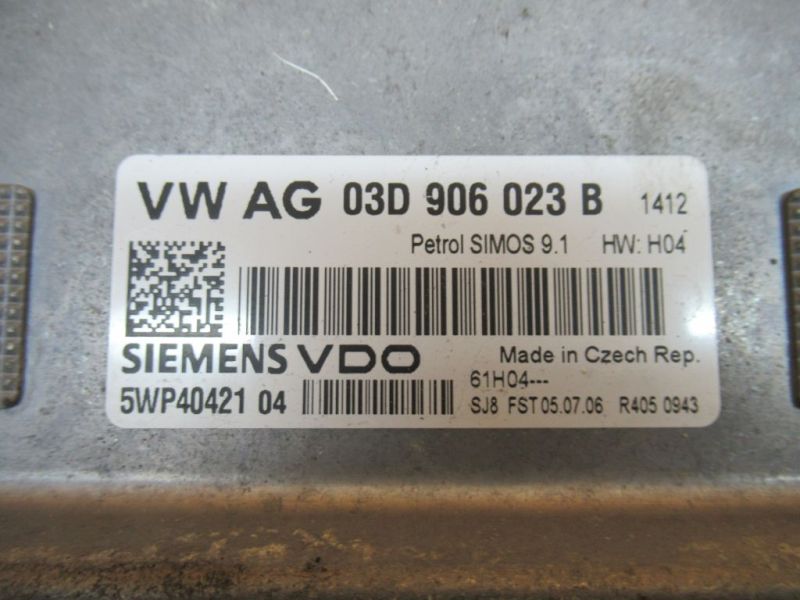 VW AG 03D 906 023 B 1412
Petrol SIMOS 9.1 HW: H04
SIEMENS VDO Made in Czech Rep.
5WP40421 04 61H04---
SJ8 FST 05.07.06 R405 0943